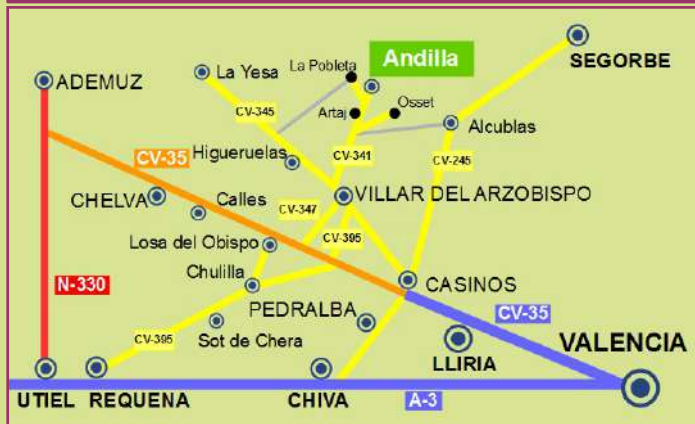 SEGORBE
Andilla
La Pobleta
La Yesa
ADEMUZ
Osset
Artaj
CV-345
Alcublas
CV-341
CV-35
Higueruelas
CV-245
CHELVA
Calles
VILLAR DEL ARZOBISPO
CV-347
CV-395
Losa del Obispo
Chulilla
CASINOS
N-330
PEDRALBA
CV-35
CV-395
Sot de Chera
LLIRIA
VALENCIA
UTIEL
REQUENA
CHIVA
A-3